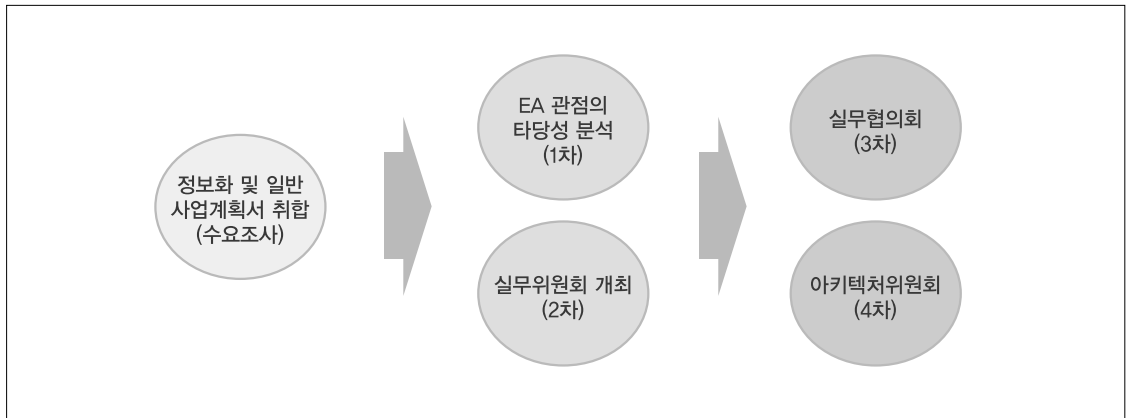 정보화 및 일반
사업계획서 취합
(수요조사)
EA 관점의
타당성 분석
(1차)
실무위원회 개최
(2차)
실무협의회
(3차)
아키텍처위원회
(4차)